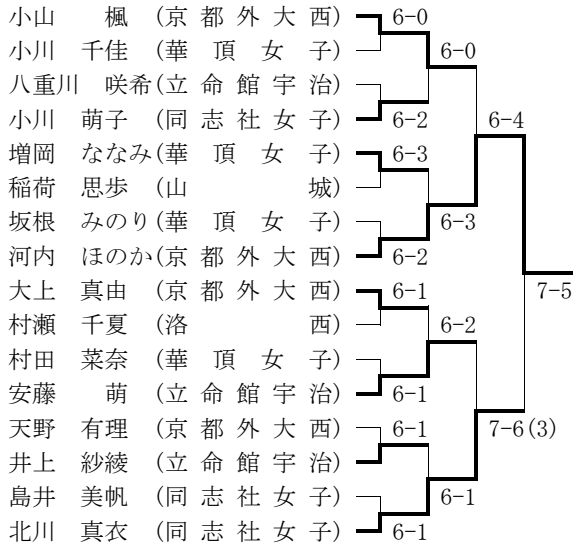 小山 楓 (京都外大西) 6-0
小川 千佳 (華頂女子) 6-0
八重川 咲希 (立命館宇治)
小川 萌子 (同志社女子) 6-2 6-4
増岡 ななみ (華頂女子) 6-3
稲荷 思歩 (山城)
坂根 みのり (華頂女子) 6-3
河内 ほのか (京都外大西) 6-2
大上 真由 (京都外大西) 6-1 7-5
村瀬 千夏 (洛西) 6-2
村田 菜奈 (華頂女子)
安藤 萌 (立命館宇治) 6-1
天野 有理 (京都外大西) 6-1 7-6(3)
井上 紗綾 (立命館宇治)
島井 美帆 (同志社女子) 6-1
北川 真衣 (同志社女子) 6-1